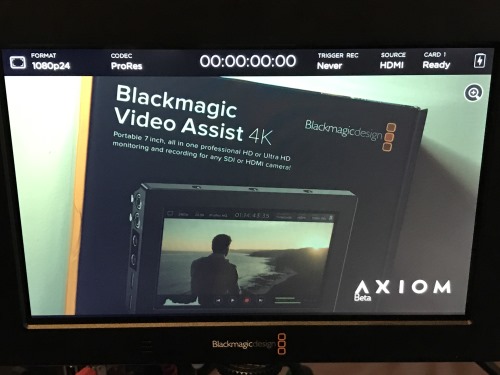 FORMAT
1080p24
CODEC
ProRes
00:00:00:00
TRIGGER REC
Never
SOURCE
HDMI
CARD 1
Ready
Blackmagic
Video Assist 4K
Portable 7 inch, all in one professional HD or Ultra HD
monitoring and recording for any SDI or HDMI camera!
Blackmagicdesign
AXIOM
Beta
Blackmagicdesign